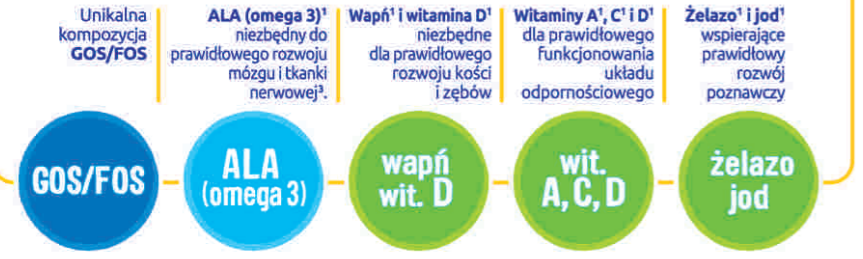 Unikalna
kompozycja
GOS/FOS
ALA (omega 3)¹
niezbędny do
prawidłowego rozwoju
mózgu i tkanki
nerwowej³.
Wapń¹ i witamina D¹
niezbędne
dla prawidłowego
rozwoju kości
i zębów
Witaminy A¹, C¹ i D¹
dla prawidłowego
funkcjonowania
układu
odpornościowego
Żelazo¹ i jod¹
wspierające
prawidłowy
rozwój
poznawczy
GOS/FOS
ALA
(omega 3)
wapń
wit. D
wit.
A, C, D
żelazo
jod